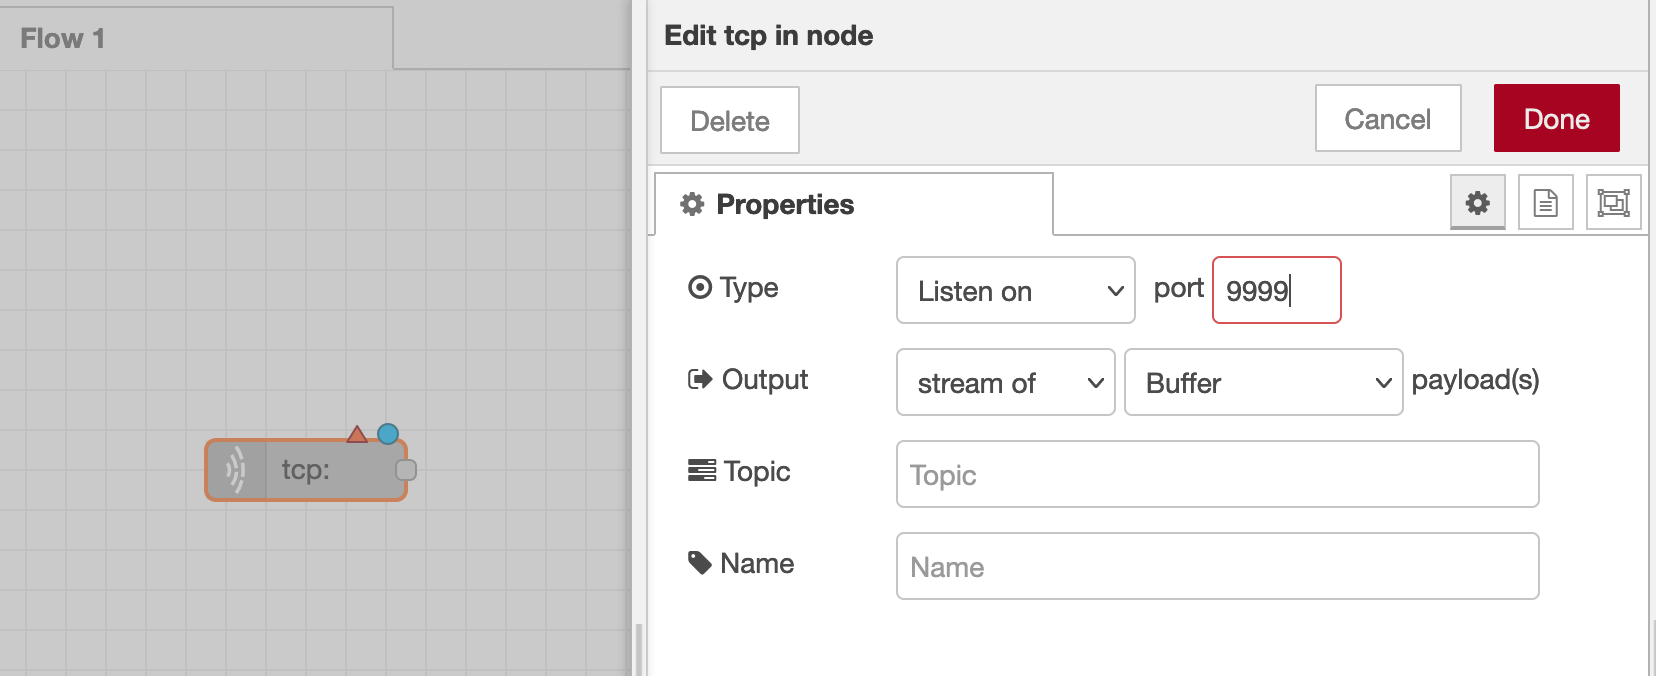 Flow 1
Edit tcp in node
Delete
Cancel
Done
Properties
Type
Listen on
port
9999
Output
stream of
Buffer
payload(s)
tcp:
Topic
Topic
Name
Name